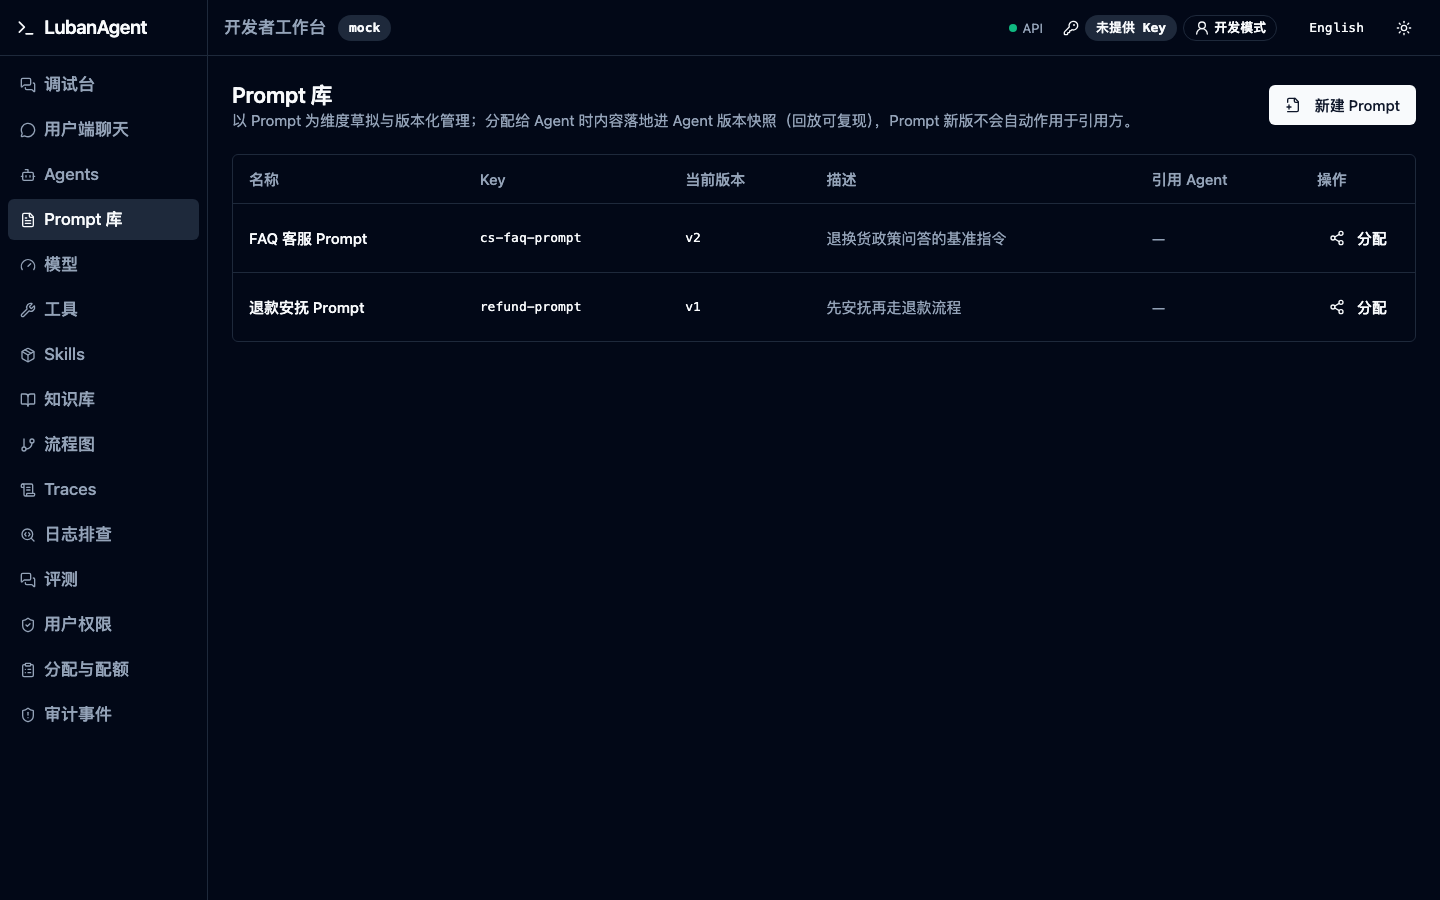 LubanAgent
开发者工作台 mock
API 未提供 Key 开发模式 English
调试台
用户端聊天
Agents
Prompt 库
模型
工具
Skills
知识库
流程图
Traces
日志排查
评测
用户权限
分配与配额
审计事件
Prompt 库
以 Prompt 为维度草拟与版本化管理；分配给 Agent 时内容落地进 Agent 版本快照（回放可复现），Prompt 新版不会自动作用于引用方。
新建 Prompt
名称 Key 当前版本 描述 引用 Agent 操作
FAQ 客服 Prompt cs-faq-prompt v2 退换货政策问答的基准指令 — 分配
退款安抚 Prompt refund-prompt v1 先安抚再走退款流程 — 分配